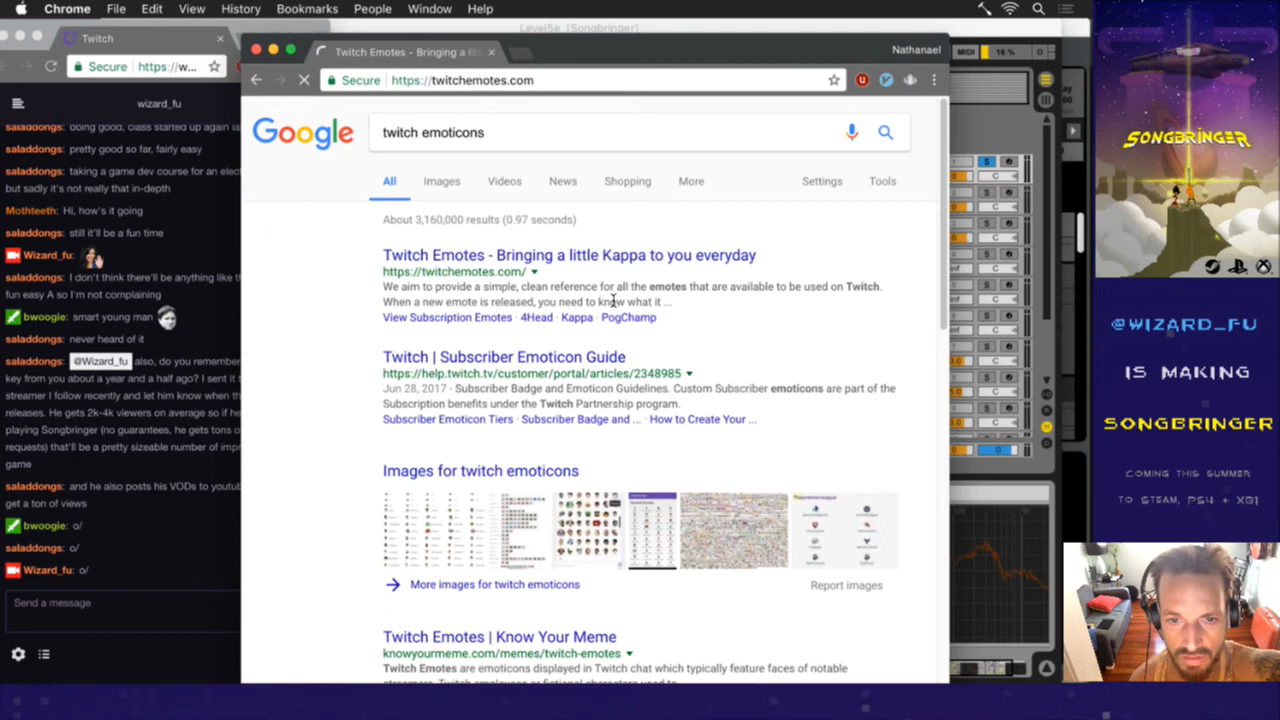 Chrome File Edit View History Bookmarks People Window Help
Level5e [Songbringer]
Twitch
Secure https://w...
wizard_fu
saladdongs: doing good, class started up again la
saladdongs: pretty good so far, fairly easy
saladdongs: taking a game dev course for an elec
but sadly it's not really that in-depth
Mothteeth: Hi, how's it going
saladdongs: still it'll be a fun time
Wizard_fu:
saladdongs: I don't think there'll be anything like th
fun easy A so I'm not complaining
bwoogie: smart young man
saladdongs: never heard of it
saladdongs: @Wizard_fu also, do you remember
key from you about a year and a half ago? I sent it t
streamer I follow recently and let him know when th
releases. He gets 2k-4k viewers on average so if he
playing Songbringer (no guarantees, he gets tons o
requests) that'll be a pretty sizeable number of impr
game
saladdongs: and he also posts his VODs to youtub
get a ton of views
bwoogie: o/
saladdongs: o/
Wizard_fu: o/
Send a message
Twitch Emotes - Bringing a lit
Nathanael
Secure https://twitchemotes.com
Google
twitch emoticons
All Images Videos News Shopping More Settings Tools
About 3,160,000 results (0.97 seconds)
Twitch Emotes - Bringing a little Kappa to you everyday
https://twitchemotes.com/
We aim to provide a simple, clean reference for all the emotes that are available to be used on Twitch.
When a new emote is released, you need to know what it ...
View Subscription Emotes · 4Head · Kappa · PogChamp
Twitch | Subscriber Emoticon Guide
https://help.twitch.tv/customer/portal/articles/2348985
Jun 28, 2017 - Subscriber Badge and Emoticon Guidelines. Custom Subscriber emoticons are part of the
Subscription benefits under the Twitch Partnership program.
Subscriber Emoticon Tiers · Subscriber Badge and ... · How to Create Your ...
Images for twitch emoticons
More images for twitch emoticons
Report images
Twitch Emotes | Know Your Meme
knowyourmeme.com/memes/twitch-emotes
Twitch Emotes are emoticons displayed in Twitch chat which typically feature faces of notable
MIDI 16 % D
SONGBRINGER
@WIZARD_FU
IS MAKING
SONGBRINGER
COMING THIS SUMMER
TO STEAM, PS4 + XB1